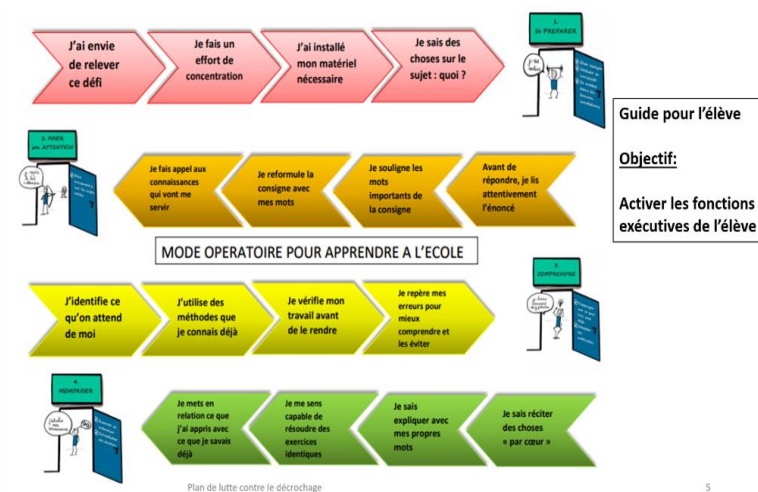 J'ai envie
de relever
ce défi
Je fais un
effort de
concentration
J'ai installé
mon matériel
nécessaire
Je sais des
choses sur le
sujet : quoi ?
1.
SE PREPARER
2. FIXER
son ATTENTION
Je fais appel aux
connaissances
qui vont me
servir
Je reformule la
consigne avec
mes mots
Je souligne les
mots
importants de
la consigne
Avant de
répondre, je lis
attentivement
l'énoncé
Guide pour l'élève
Objectif:
Activer les fonctions
exécutives de l'élève
MODE OPERATOIRE POUR APPRENDRE A L'ECOLE
J'identifie ce
qu'on attend
de moi
J'utilise des
méthodes que
je connais déjà
Je vérifie mon
travail avant
de le rendre
Je repère mes
erreurs pour
mieux
comprendre et
les éviter
3.
COMPRENDRE
4.
MEMORISER
Je mets en
relation ce que
j'ai appris avec
ce que je savais
déjà
Je me sens
capable de
résoudre des
exercices
identiques
Je sais
expliquer avec
mes propres
mots
Je sais réciter
des choses
« par cœur »
Plan de lutte contre le décrochage
5